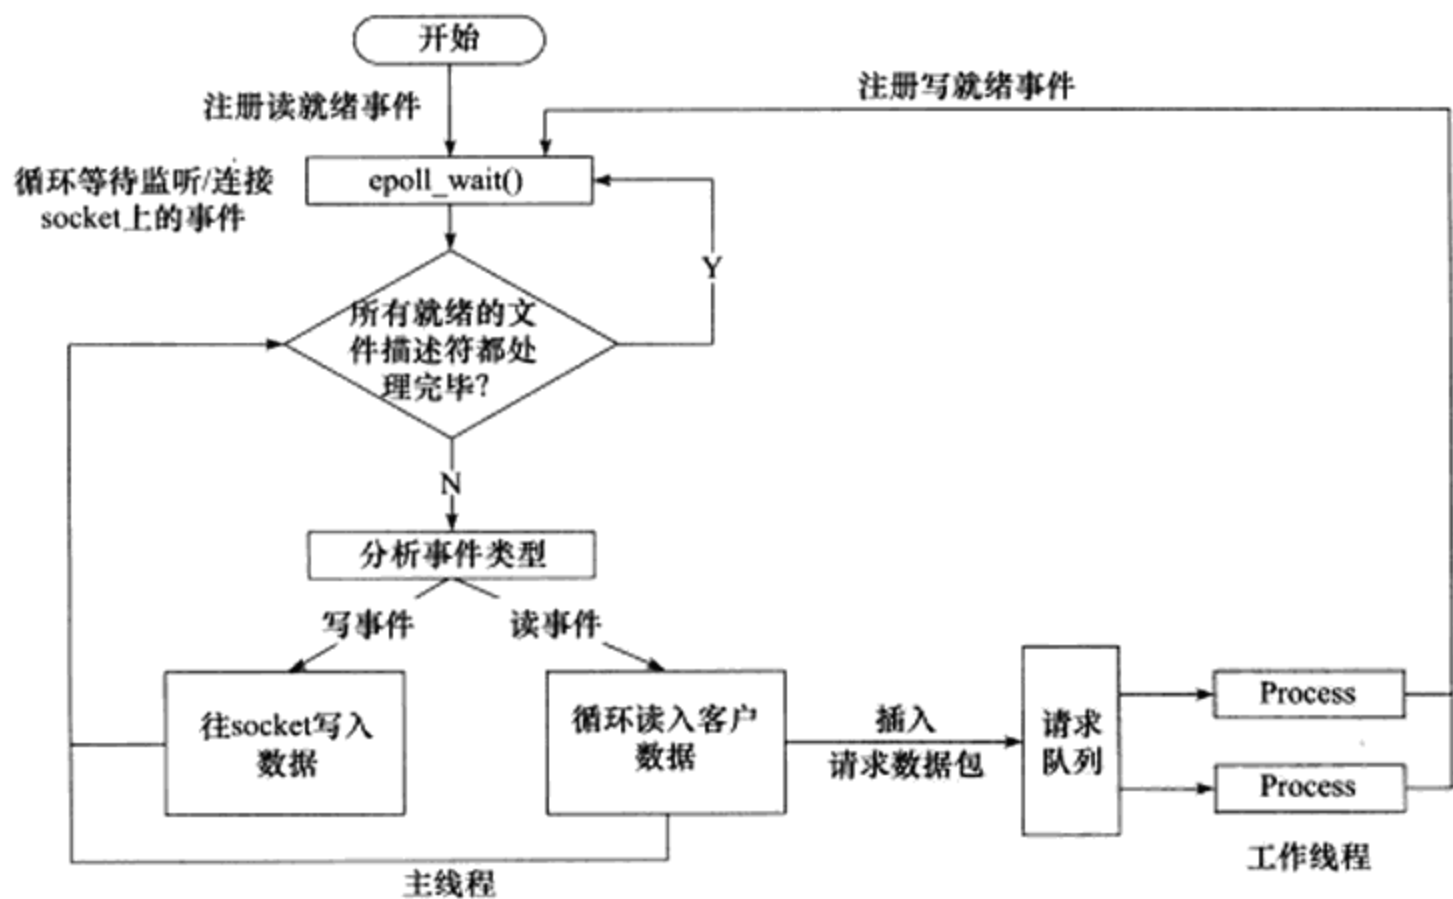 开始
注册读就绪事件
注册写就绪事件
循环等待监听/连接
socket上的事件
epoll_wait()
Y
所有就绪的文
件描述符都处
理完毕?
N
分析事件类型
写事件
读事件
往socket写入
数据
循环读入客户
数据
插入
请求数据包
请求
队列
Process
Process
工作线程
主线程